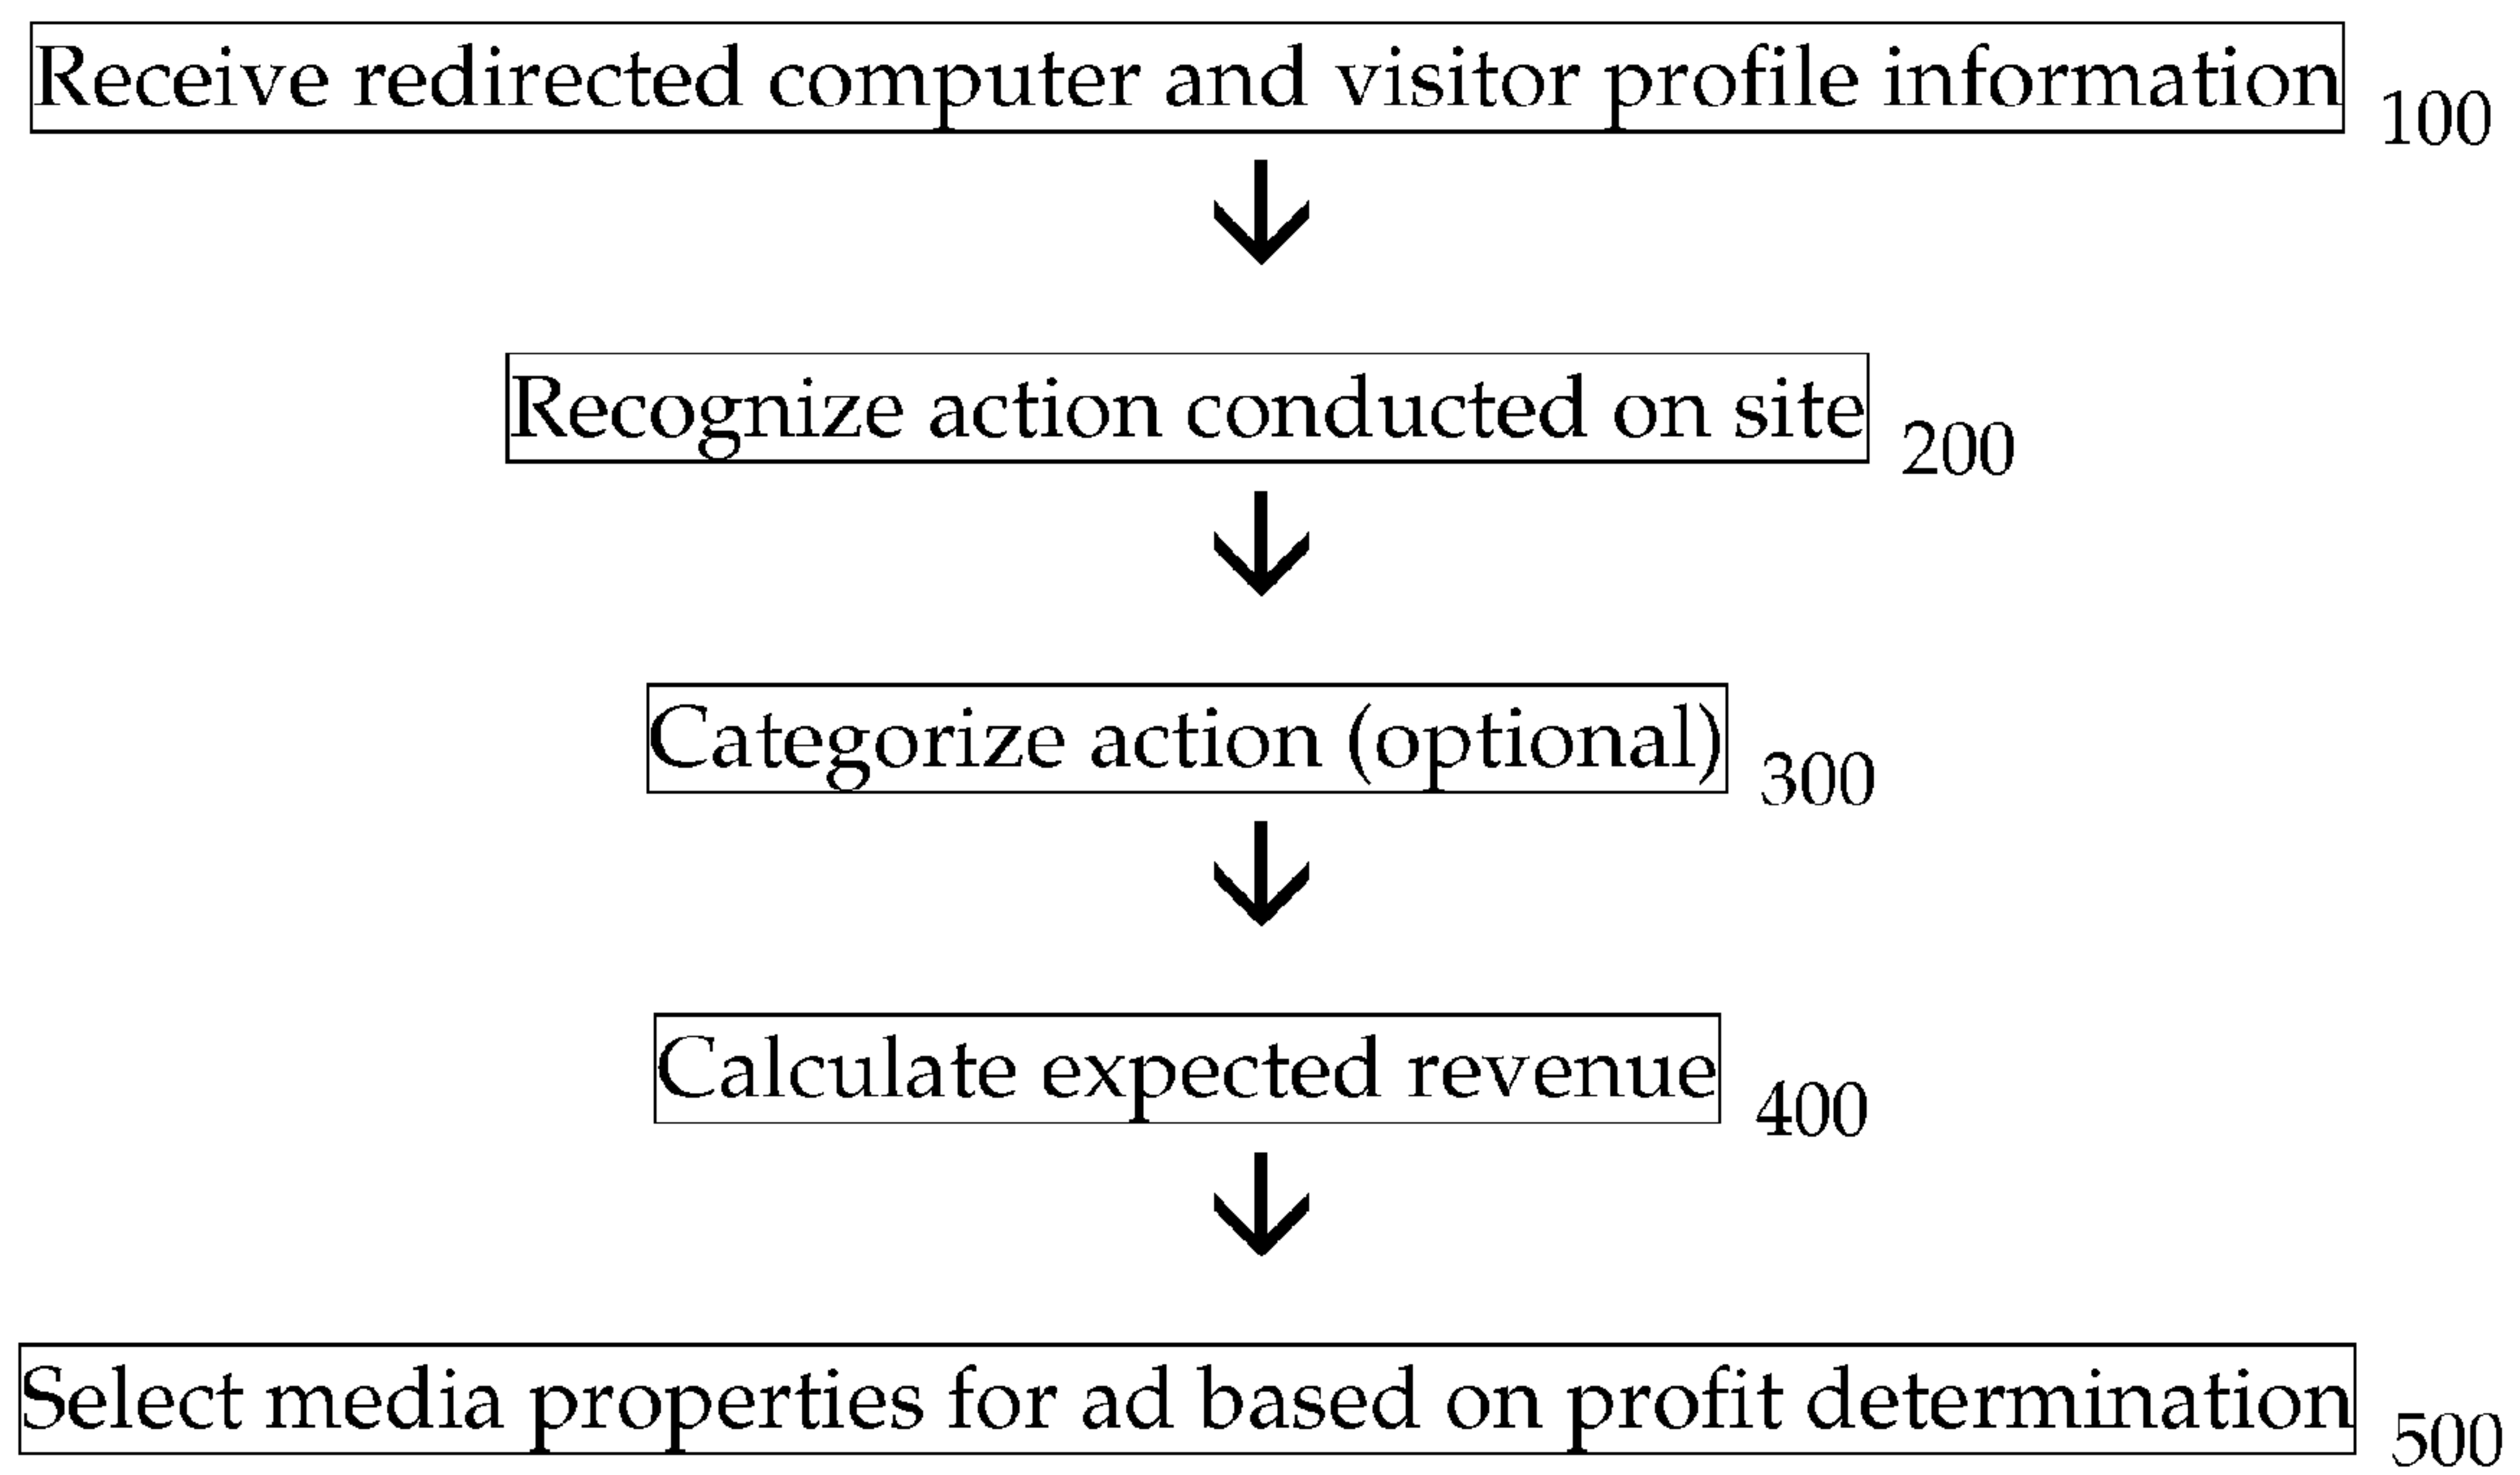 Receive redirected computer and visitor profile information 100
Recognize action conducted on site 200
Categorize action (optional) 300
Calculate expected revenue 400
Select media properties for ad based on profit determination 500